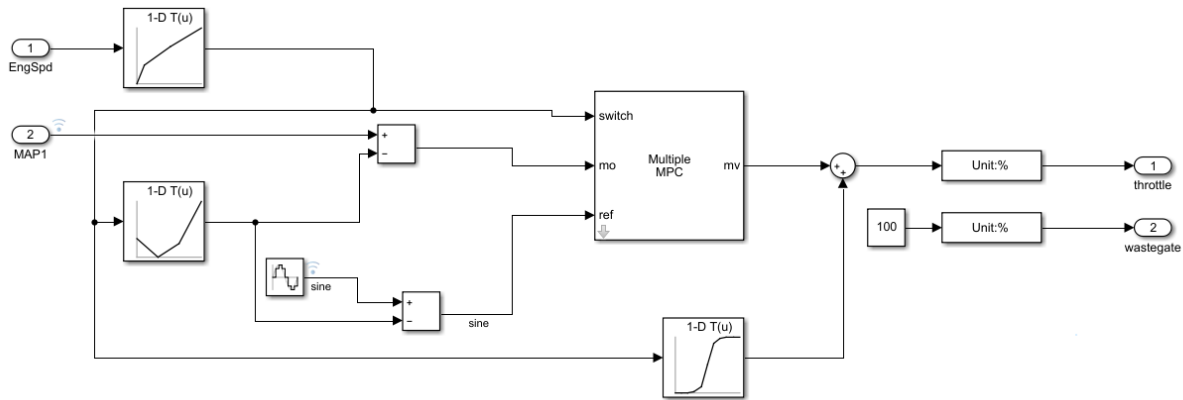 1-D T(u)
1
EngSpd
switch
2
MAP1
+
−
mo
Multiple
MPC
mv
+
+
Unit:%
1
throttle
1-D T(u)
ref
100
Unit:%
2
wastegate
sine
+
−
sine
1-D T(u)